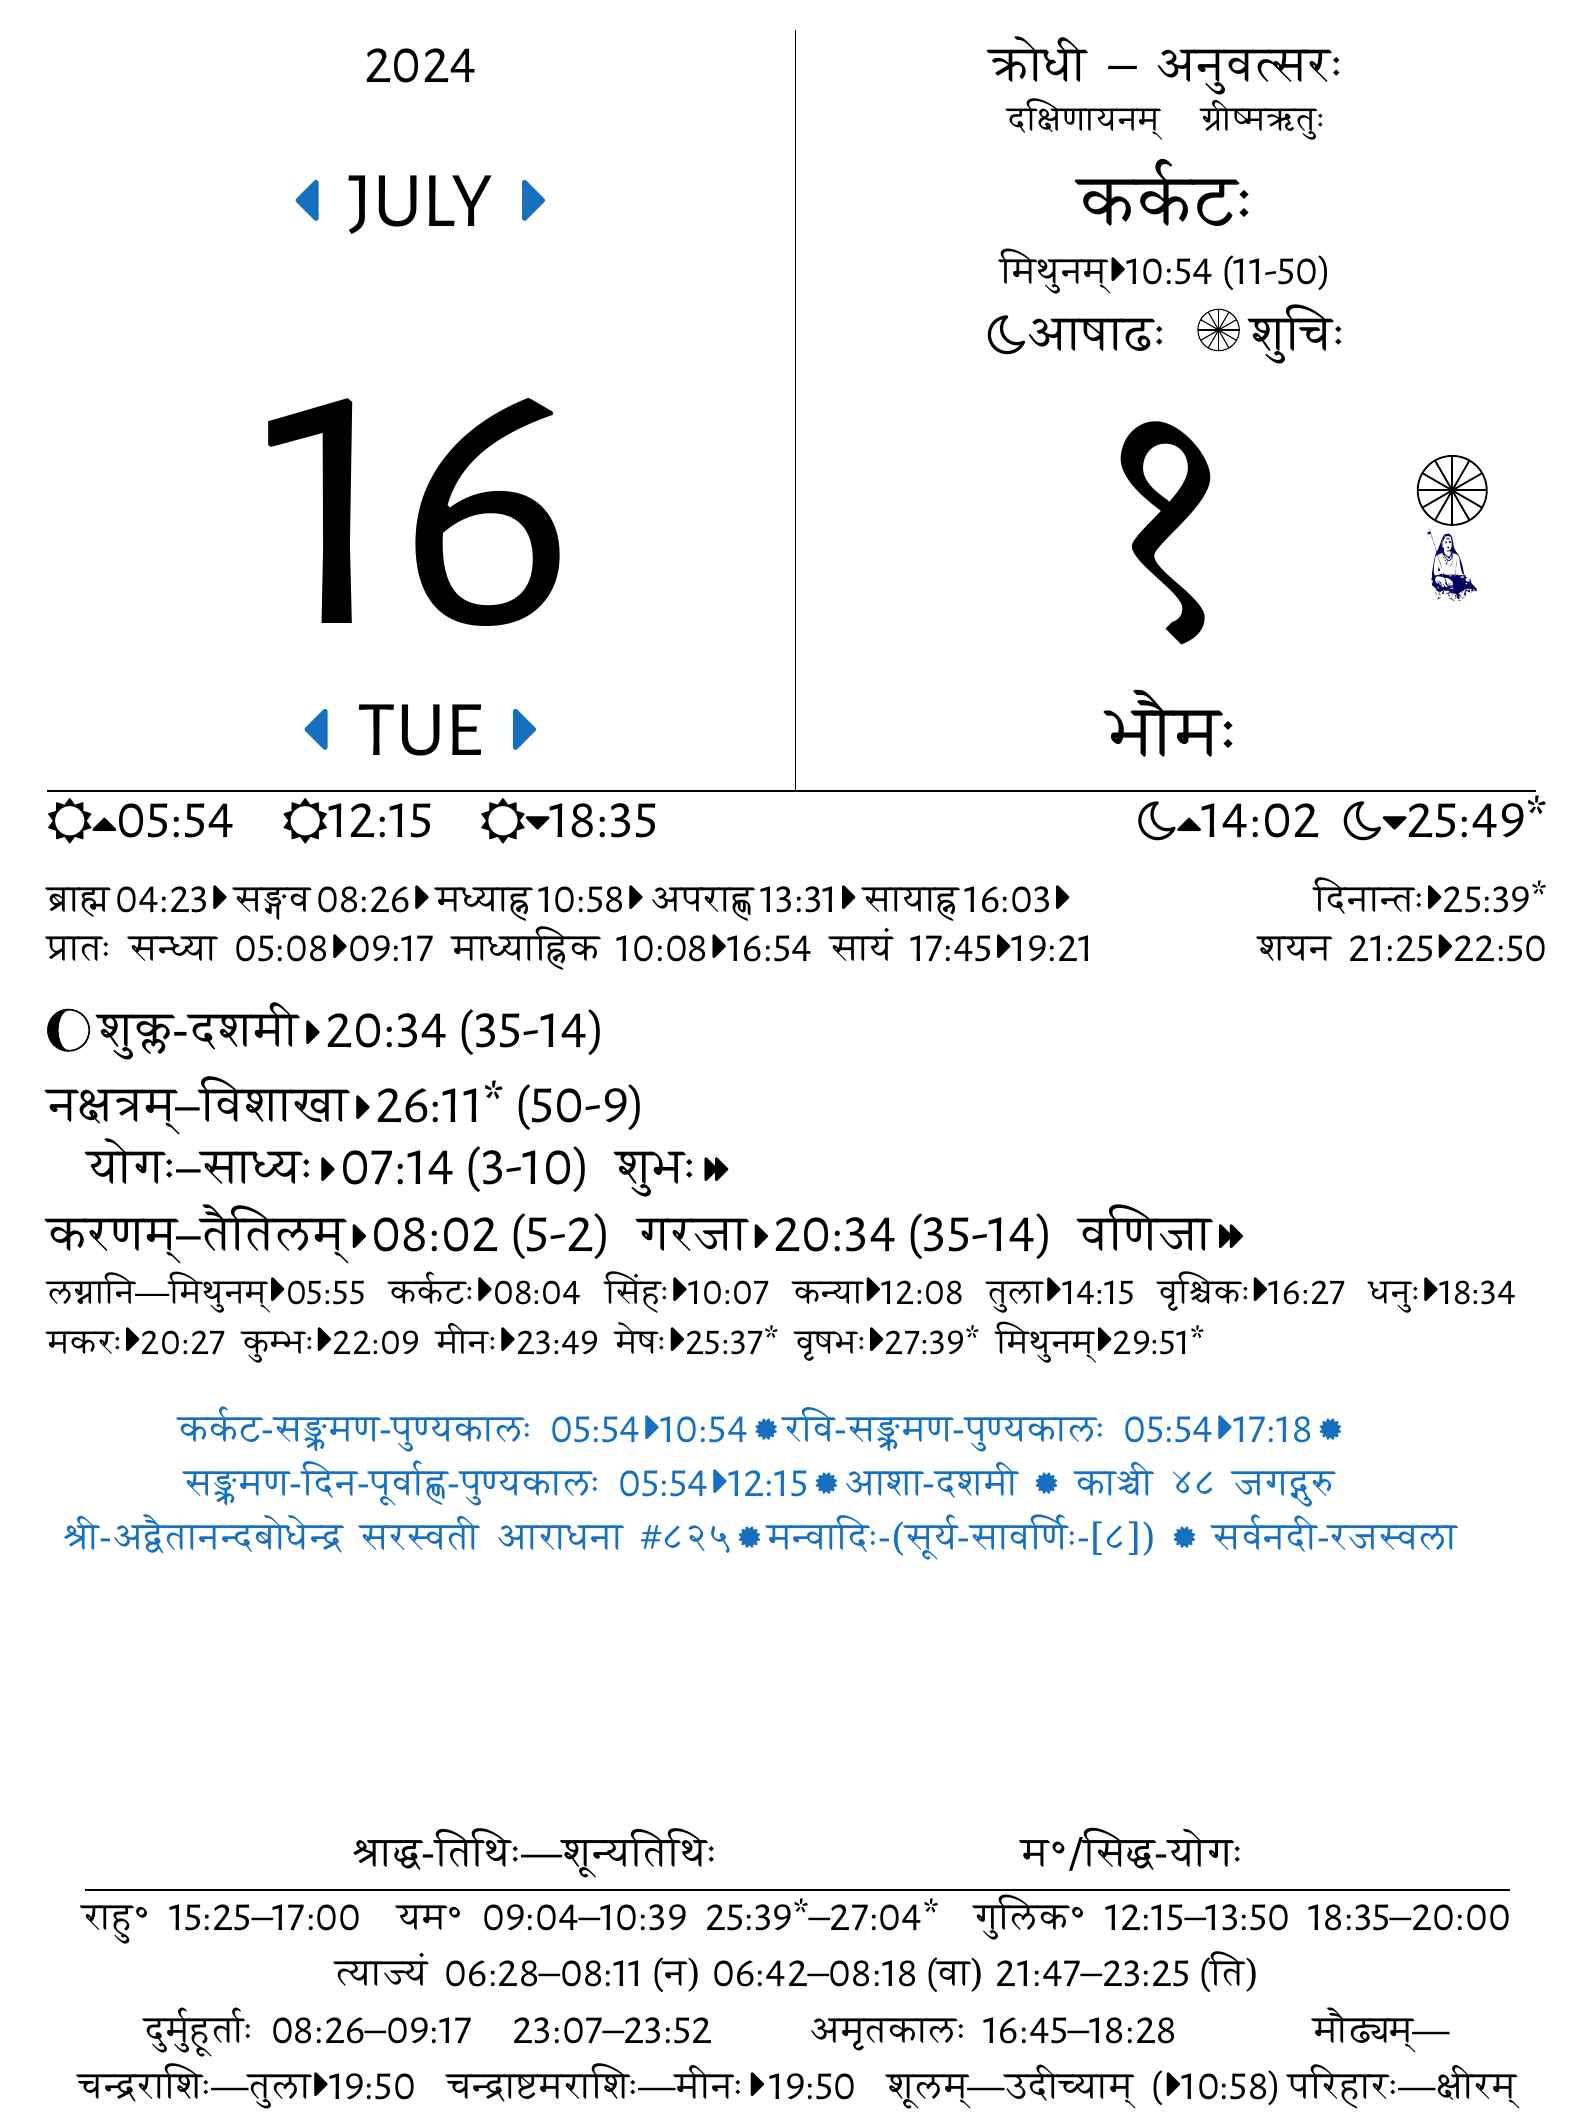 2024
JULY
16
TUE
क्रोधी – अनुवत्सरः
दक्षिणायनम् ग्रीष्मऋतुः
कर्कटः
मिथुनम्10:54 (11-50)
आषाढः शुचिः
१
भौमः
05:54 12:15 18:35 14:02 25:49*
ब्राह्म 04:23 सङ्गव 08:26 मध्याह्न 10:58 अपराह्ण 13:31 सायाह्न 16:03 दिनान्तः25:39*
प्रातः सन्ध्या 05:08 09:17 माध्याह्निक 10:08 16:54 सायं 17:45 19:21 शयन 21:25 22:50
शुक्ल-दशमी 20:34 (35-14)
नक्षत्रम्–विशाखा 26:11* (50-9)
योगः–साध्यः 07:14 (3-10) शुभः
करणम्–तैतिलम् 08:02 (5-2) गरजा 20:34 (35-14) वणिजा
लग्नानि—मिथुनम् 05:55 कर्कटः 08:04 सिंहः 10:07 कन्या 12:08 तुला 14:15 वृश्चिकः 16:27 धनुः 18:34
मकरः 20:27 कुम्भः 22:09 मीनः 23:49 मेषः 25:37* वृषभः 27:39* मिथुनम् 29:51*
कर्कट-सङ्क्रमण-पुण्यकालः 05:54 10:54 रवि-सङ्क्रमण-पुण्यकालः 05:54 17:18
सङ्क्रमण-दिन-पूर्वाह्ण-पुण्यकालः 05:54 12:15 आशा-दशमी काञ्ची ४८ जगद्गुरु
श्री-अद्वैतानन्दबोधेन्द्र सरस्वती आराधना #८२५ मन्वादिः-(सूर्य-सावर्णिः-[८]) सर्वनदी-रजस्वला
श्राद्ध-तिथिः—शून्यतिथिः म॰/सिद्ध-योगः
राहु॰ 15:25–17:00 यम॰ 09:04–10:39 25:39*–27:04* गुलिक॰ 12:15–13:50 18:35–20:00
त्याज्यं 06:28–08:11 (न) 06:42–08:18 (वा) 21:47–23:25 (ति)
दुर्मुहूर्ताः 08:26–09:17 23:07–23:52 अमृतकालः 16:45–18:28 मौढ्यम्—
चन्द्रराशिः—तुला 19:50 चन्द्राष्टमराशिः—मीनः 19:50 शूलम्—उदीच्याम् (10:58) परिहारः—क्षीरम्